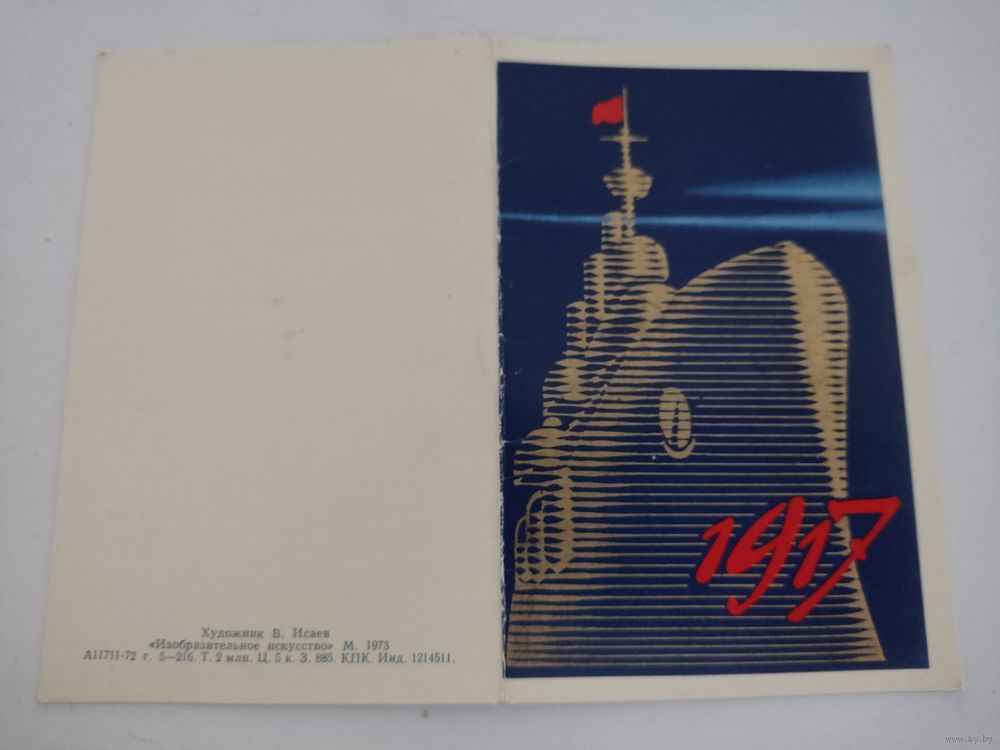 1917
Художник В. Исаев
«Изобразительное искусство» М. 1973
А11711-72 г. 5—216. Т. 2 млн. Ц. 5 к. З. 885. КПК. Инд. 1214511.
www.ay.by